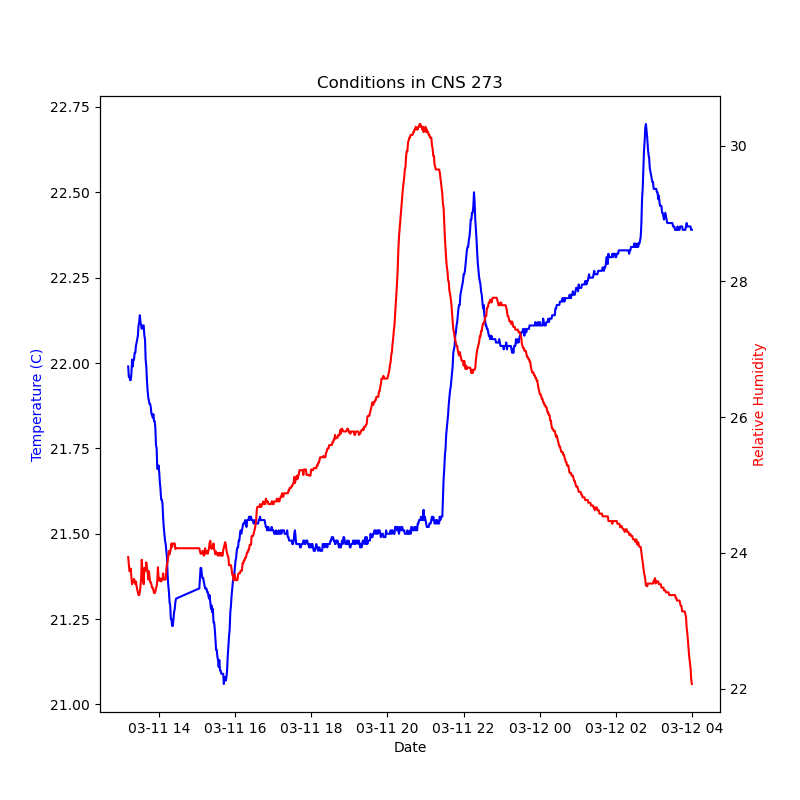 Conditions in CNS 273
22.75
22.50
22.25
22.00
21.75
21.50
21.25
21.00
Temperature (C)
30
28
26
24
22
Relative Humidity
03-11 14 03-11 16 03-11 18 03-11 20 03-11 22 03-12 00 03-12 02 03-12 04
Date